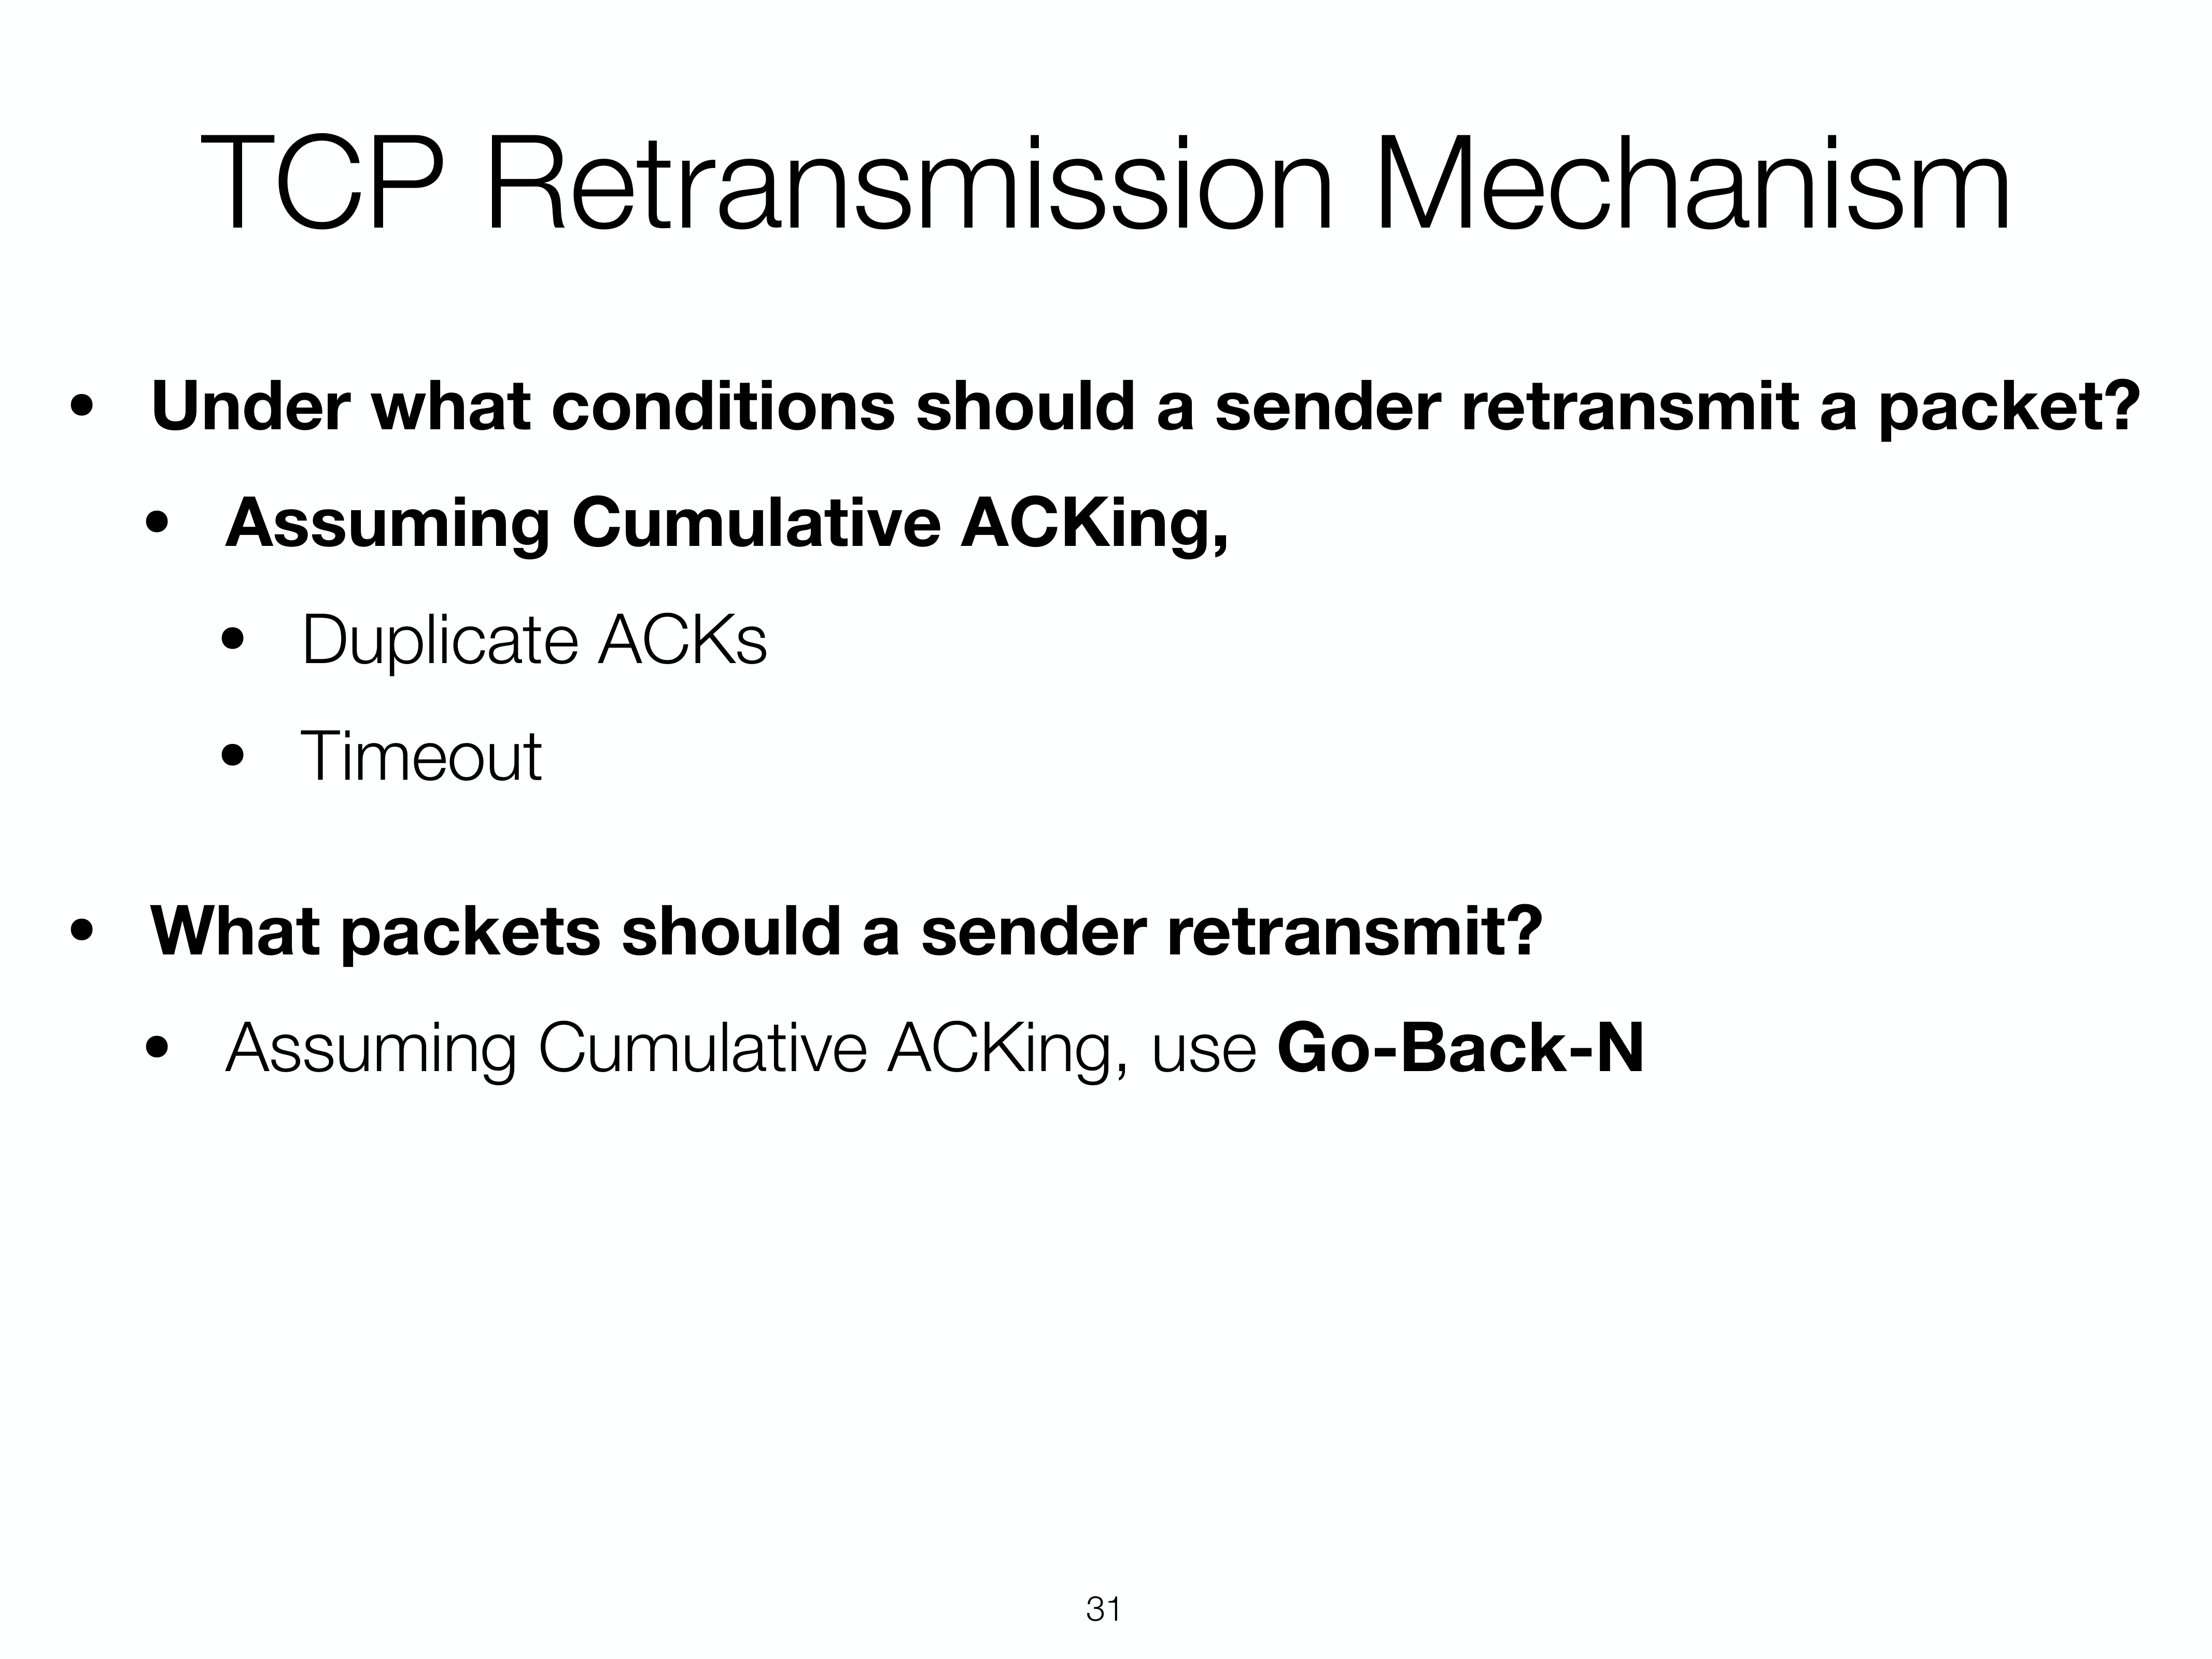 TCP Retransmission Mechanism
• Under what conditions should a sender retransmit a packet?
• Assuming Cumulative ACKing,
• Duplicate ACKs
• Timeout
• What packets should a sender retransmit?
• Assuming Cumulative ACKing, use Go-Back-N
31